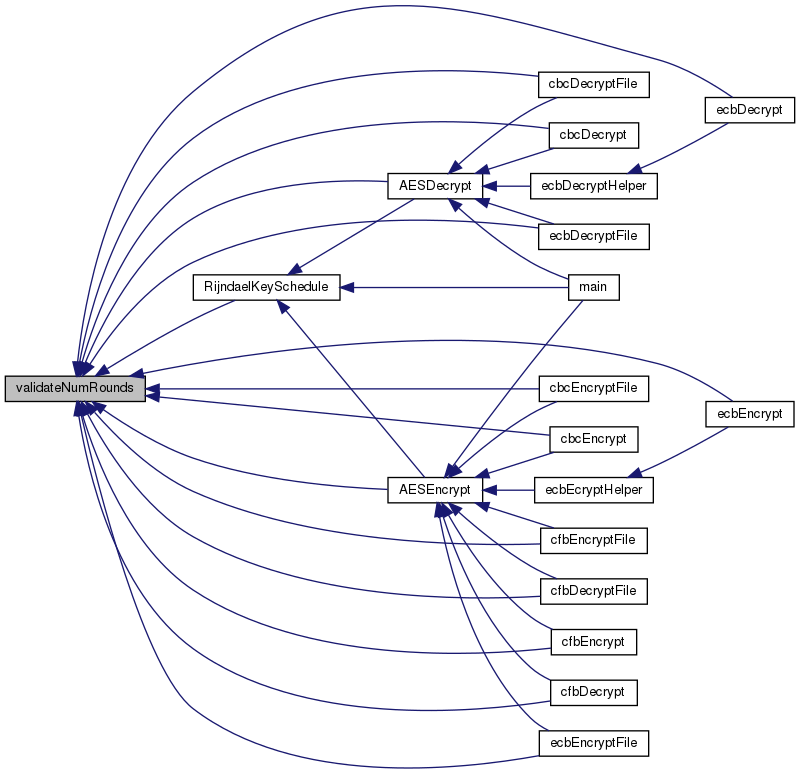 cbcDecryptFile
ecbDecrypt
cbcDecrypt
AESDecrypt
ecbDecryptHelper
ecbDecryptFile
RijndaelKeySchedule
main
validateNumRounds
cbcEncryptFile
ecbEncrypt
cbcEncrypt
AESEncrypt
ecbEcryptHelper
cfbEncryptFile
cfbDecryptFile
cfbEncrypt
cfbDecrypt
ecbEncryptFile